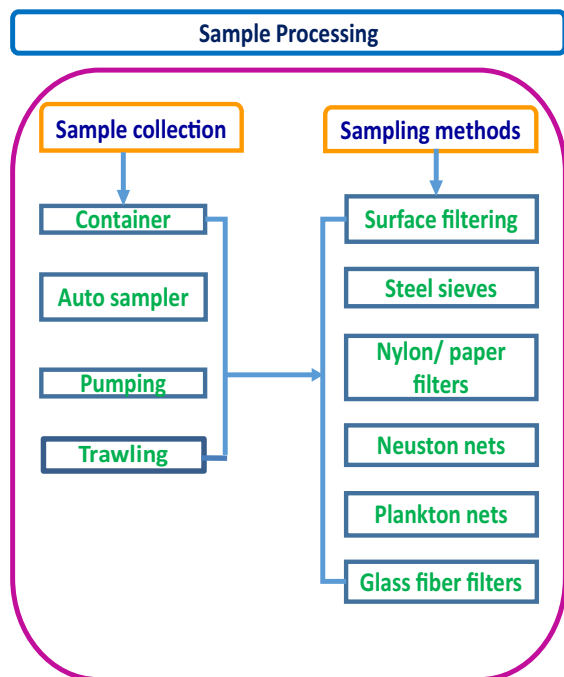 Sample Processing
Sample collection
Container
Auto sampler
Pumping
Trawling
Sampling methods
Surface filtering
Steel sieves
Nylon/ paper
filters
Neuston nets
Plankton nets
Glass fiber filters